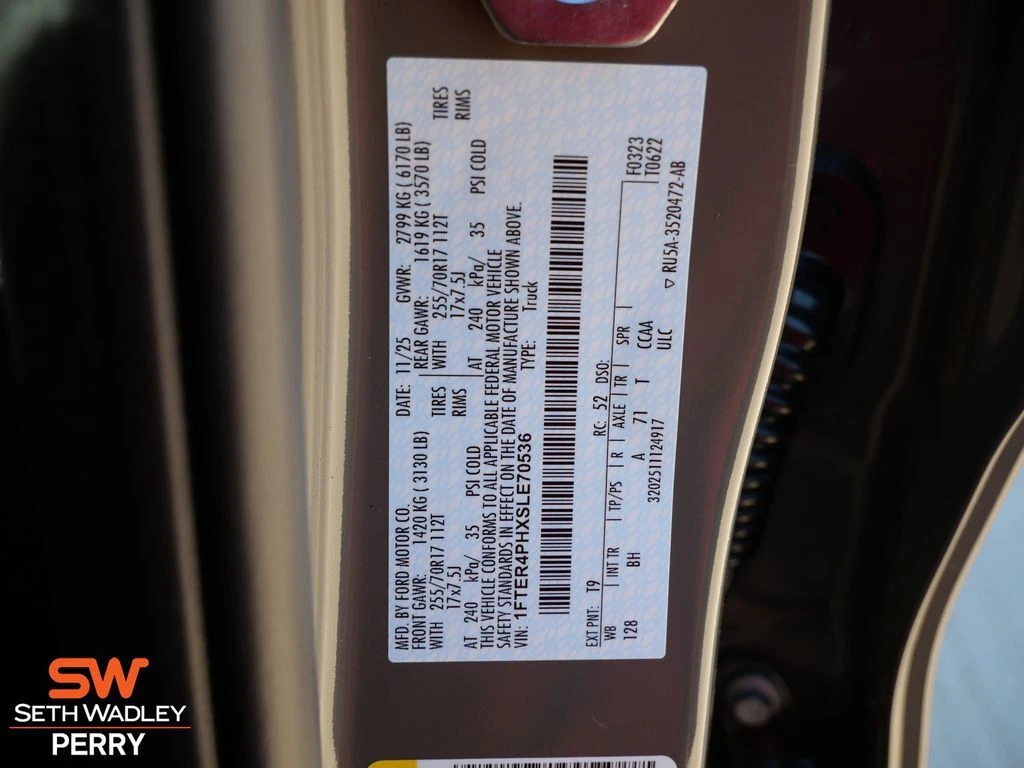 MFD. BY FORD MOTOR CO. DATE: 11/25 GVWR: 2799 KG ( 6170 LB)
FRONT GAWR: 1420 KG ( 3130 LB) REAR GAWR: 1619 KG ( 3570 LB)
WITH 255/70R17 112T TIRES WITH 255/70R17 112T TIRES
17x7.5J RIMS 17x7.5J RIMS
AT 240 kPa/ 35 PSI COLD AT 240 kPa/ 35 PSI COLD
THIS VEHICLE CONFORMS TO ALL APPLICABLE FEDERAL MOTOR VEHICLE
SAFETY STANDARDS IN EFFECT ON THE DATE OF MANUFACTURE SHOWN ABOVE.
VIN: 1FTER4PHXSLE70536 TYPE: Truck
EXT PNT: T9 RC: 52 DSO: F0323
WB INT TR TP/PS R AXLE TR SPR T0622
128 BH A 71 T CCAA
3202511124917 ULC ▽ RU5A-3520472-AB
SW
SETH WADLEY
PERRY